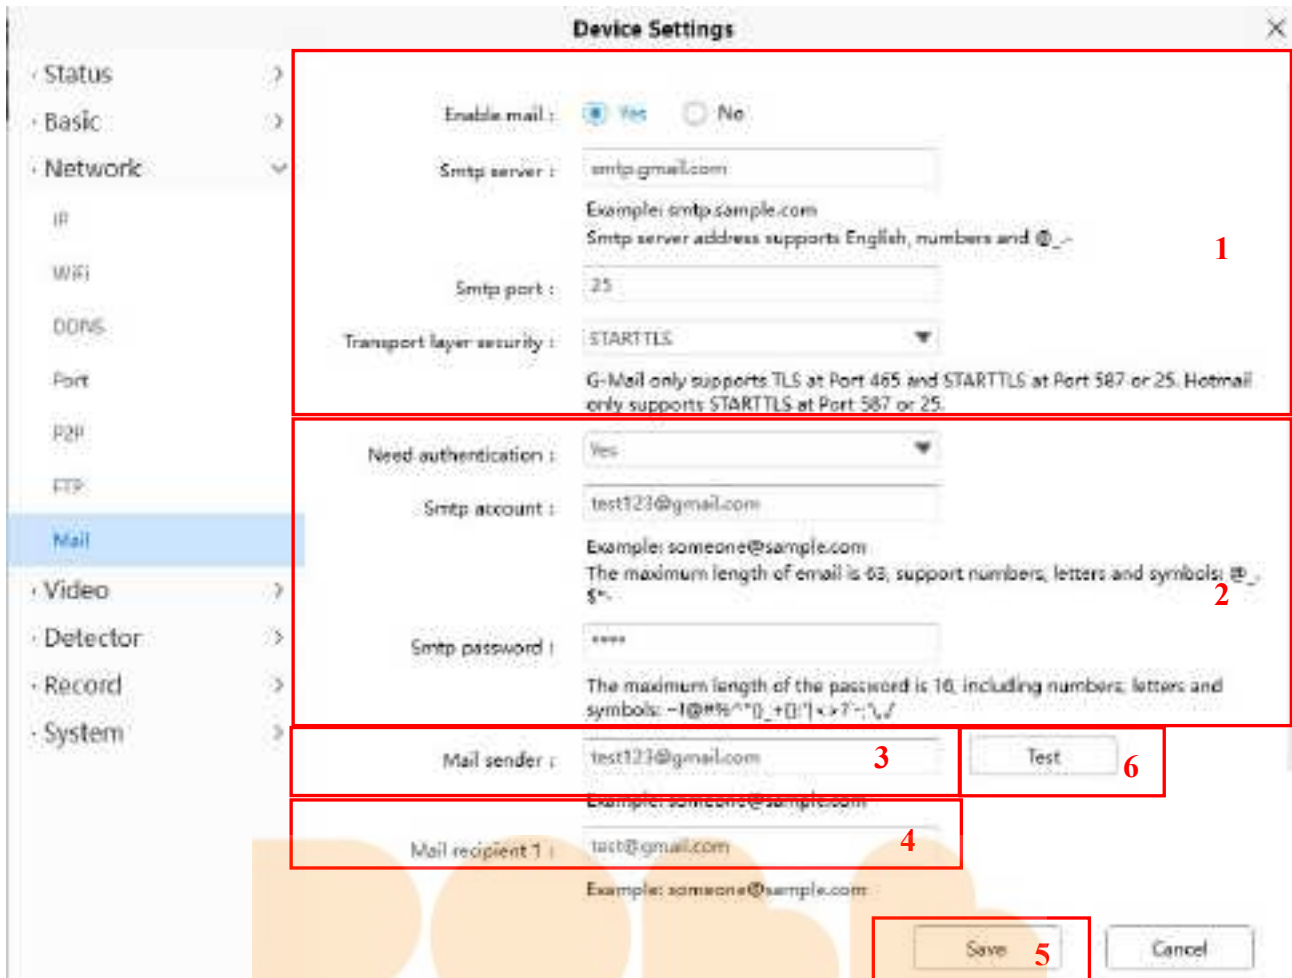 Device Settings
Status
Basic
Network
IP
WiFi
DDNS
Port
P2P
FTP
Mail
Video
Detector
Record
System
Enable mail : Yes No
Smtp server : smtp.gmail.com
Example: smtp.sample.com
Smtp server address supports English, numbers and @_.-
1
Smtp port : 25
Transport layer security : STARTTLS
G-Mail only supports TLS at Port 465 and STARTTLS at Port 587 or 25. Hotmail
only supports STARTTLS at Port 587 or 25.
Need authentication : Yes
Smtp account : test123@gmail.com
Example: someone@sample.com
The maximum length of email is 63, support numbers, letters and symbols: @_.
$*-
2
Smtp password : ****
The maximum length of the password is 16, including numbers, letters and
symbols:
Mail sender : test123@gmail.com 3 Test 6
Example: someone@sample.com
Mail recipient 1 : test@gmail.com 4
Example: someone@sample.com
Save 5 Cancel